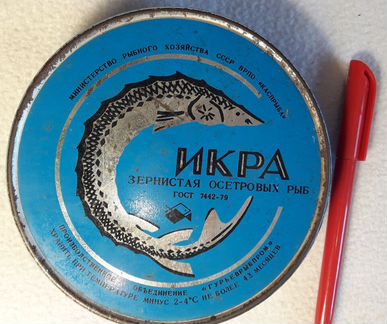 МИНИСТЕРСТВО РЫБНОГО ХОЗЯЙСТВА СССР ВРПО "КАСПРЫБА"
ИКРА
ЗЕРНИСТАЯ ОСЕТРОВЫХ РЫБ
ГОСТ 7442-79
ПРОИЗВОДСТВЕННОЕ ОБЪЕДИНЕНИЕ "ГУРЬЕВРЫБПРОМ"
ХРАНИТЬ ПРИ ТЕМПЕРАТУРЕ МИНУС 2-4°С НЕ БОЛЕЕ 13 МЕСЯЦЕВ